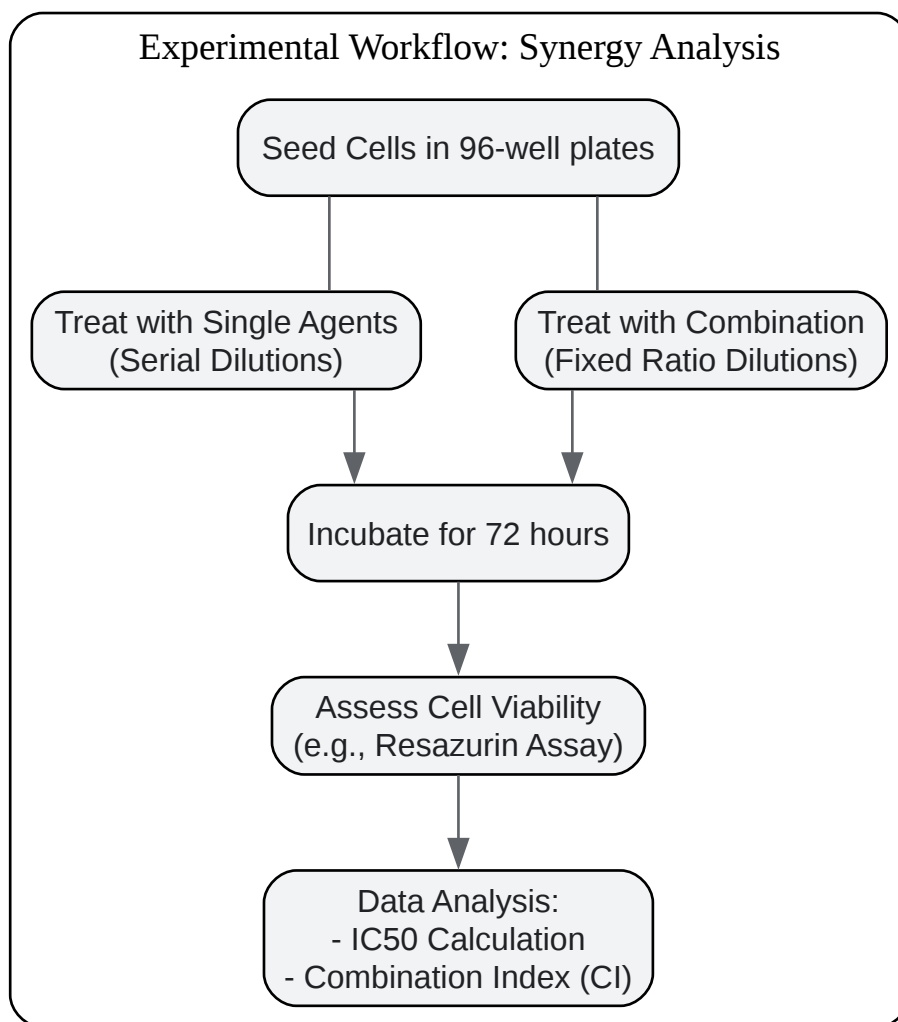 Experimental Workflow: Synergy Analysis
Seed Cells in 96-well plates
Treat with Single Agents
(Serial Dilutions)
Treat with Combination
(Fixed Ratio Dilutions)
Incubate for 72 hours
Assess Cell Viability
(e.g., Resazurin Assay)
Data Analysis:
- IC50 Calculation
- Combination Index (CI)